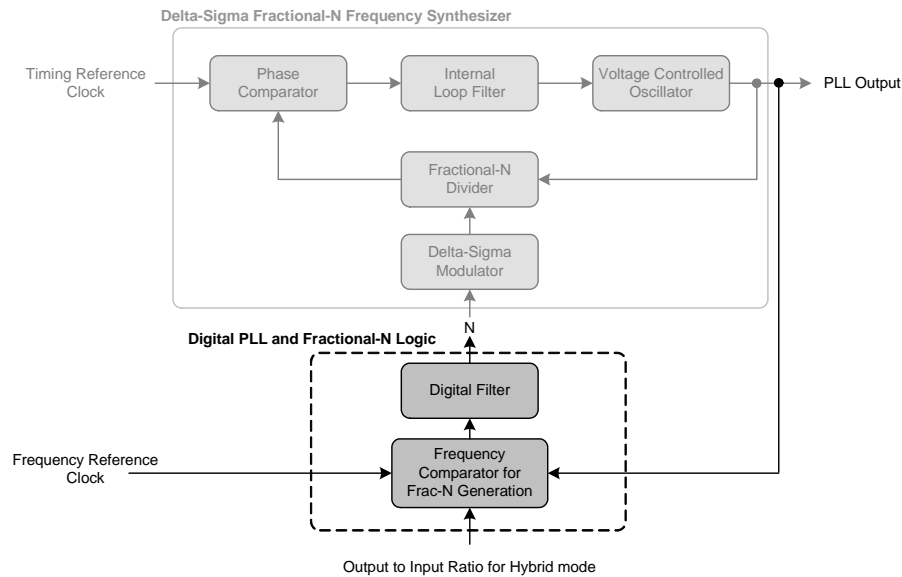 Delta-Sigma Fractional-N Frequency Synthesizer
Timing Reference
Clock
Phase
Comparator
Internal
Loop Filter
Voltage Controlled
Oscillator
PLL Output
Fractional-N
Divider
Delta-Sigma
Modulator
N
Digital PLL and Fractional-N Logic
Digital Filter
Frequency Reference
Clock
Frequency
Comparator for
Frac-N Generation
Output to Input Ratio for Hybrid mode